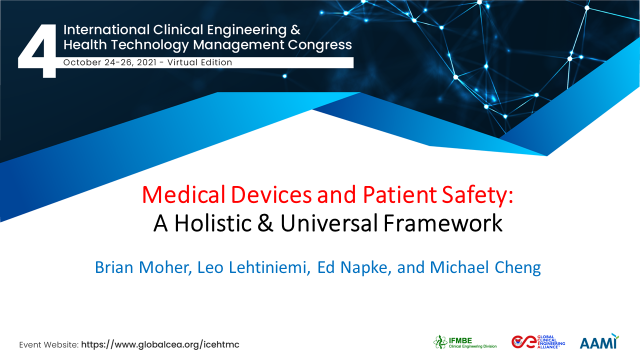 4
International Clinical Engineering &
Health Technology Management Congress
October 24-26, 2021 - Virtual Edition
Medical Devices and Patient Safety:
A Holistic & Universal Framework
Brian Moher, Leo Lehtiniemi, Ed Napke, and Michael Cheng
Event Website: https://www.globalcea.org/icehtmc
IFMBE
Clinical Engineering Division
GLOBAL
CLINICAL
ENGINEERING
ALLIANCE
AAMI